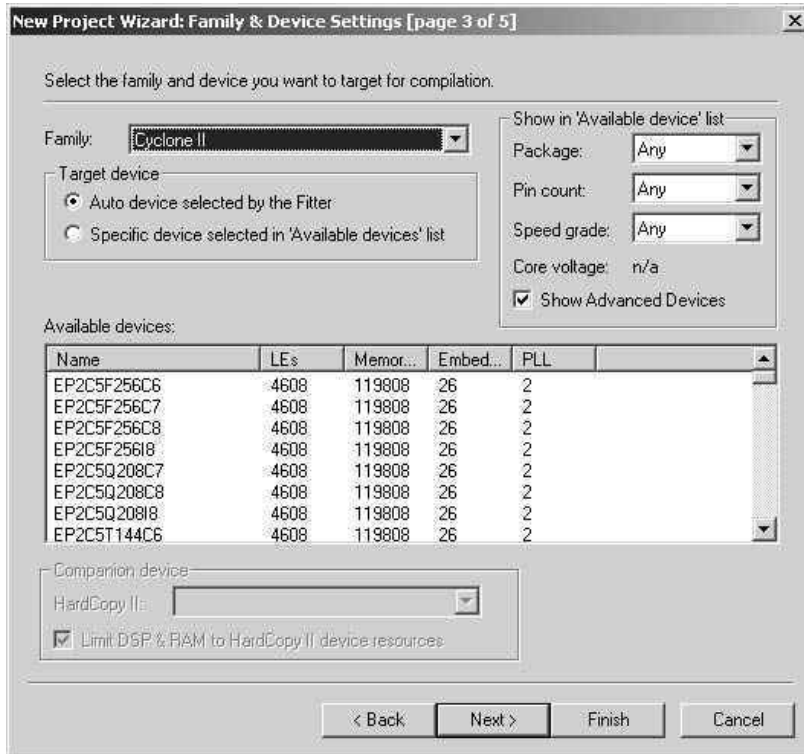 New Project Wizard: Family & Device Settings [page 3 of 5]
Select the family and device you want to target for compilation.
Family: Cyclone II
Target device
Auto device selected by the Fitter
Specific device selected in 'Available devices' list
Show in 'Available device' list
Package: Any
Pin count: Any
Speed grade: Any
Core voltage: n/a
Show Advanced Devices
Available devices:
Name LEs Memor... Embed... PLL
EP2C5F256C6 4608 119808 26 2
EP2C5F256C7 4608 119808 26 2
EP2C5F256C8 4608 119808 26 2
EP2C5F256I8 4608 119808 26 2
EP2C5Q208C7 4608 119808 26 2
EP2C5Q208C8 4608 119808 26 2
EP2C5Q208I8 4608 119808 26 2
EP2C5T144C6 4608 119808 26 2
Companion device
HardCopy II:
Limit DSP & RAM to HardCopy II device resources
< Back Next > Finish Cancel